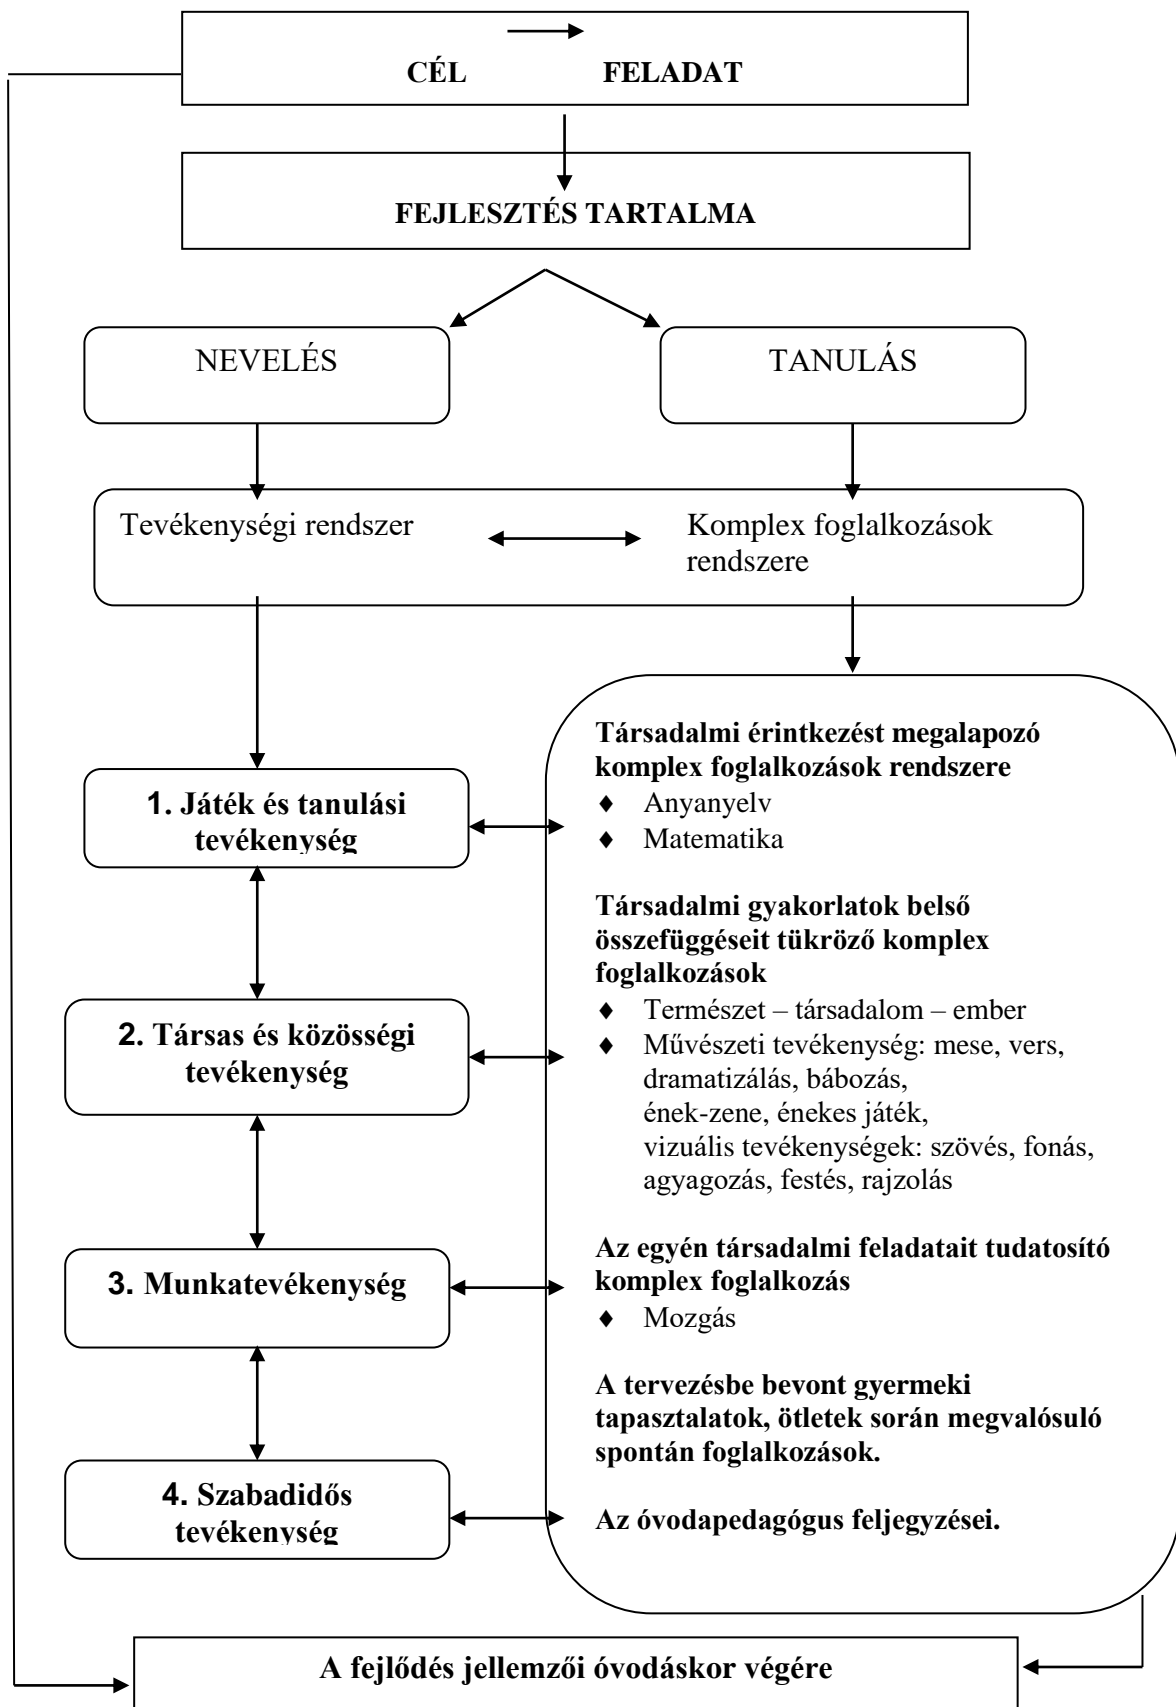 CÉL FELADAT
FEJLESZTÉS TARTALMA
NEVELÉS
TANULÁS
Tevékenységi rendszer
Komplex foglalkozások
rendszere
1. Játék és tanulási
tevékenység
2. Társas és közösségi
tevékenység
3. Munkatevékenység
4. Szabadidős
tevékenység
Társadalmi érintkezést megalapozó
komplex foglalkozások rendszere
♦ Anyanyelv
♦ Matematika
Társadalmi gyakorlatok belső
összefüggéseit tükröző komplex
foglalkozások
♦ Természet – társadalom – ember
♦ Művészeti tevékenység: mese, vers,
dramatizálás, bábozás,
ének-zene, énekes játék,
vizuális tevékenységek: szövés, fonás,
agyagozás, festés, rajzolás
Az egyén társadalmi feladatait tudatosító
komplex foglalkozás
♦ Mozgás
A tervezésbe bevont gyermeki
tapasztalatok, ötletek során megvalósuló
spontán foglalkozások.
Az óvodapedagógus feljegyzései.
A fejlődés jellemzői óvodáskor végére